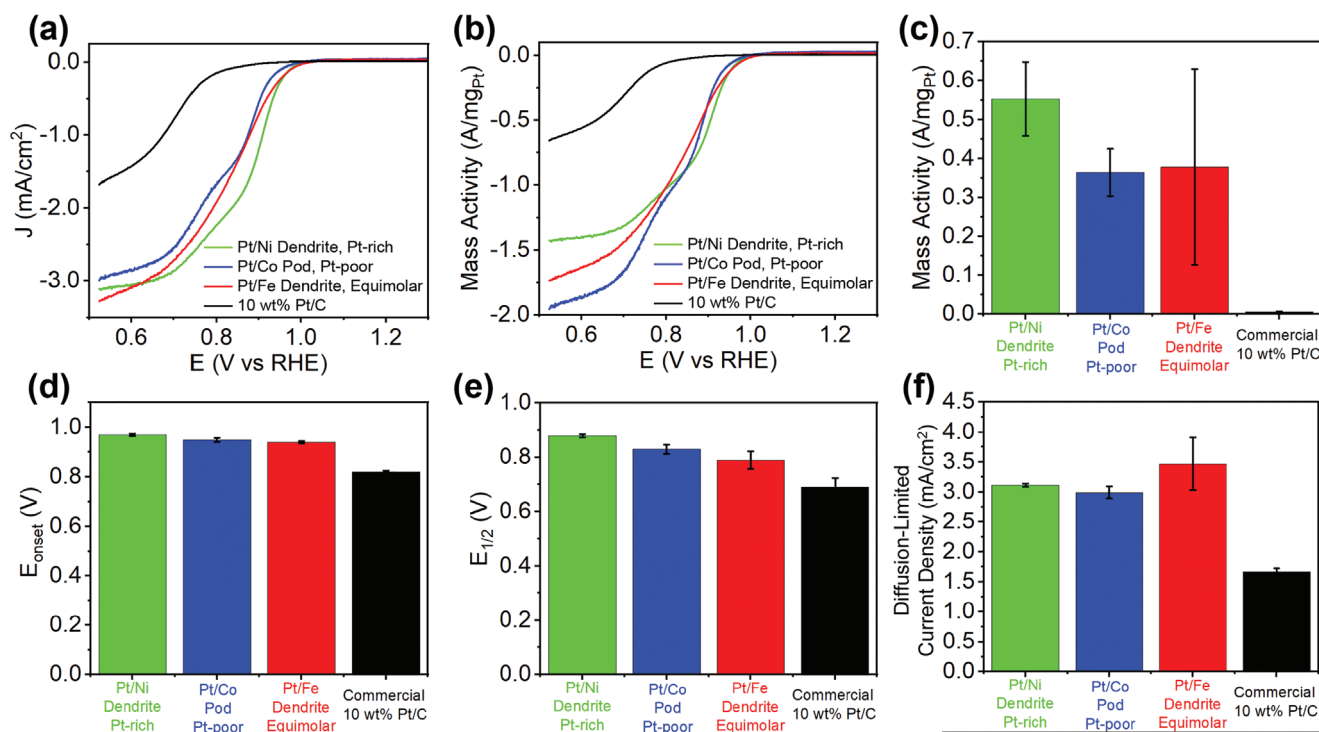 (a)
J (mA/cm²)
0.0
-1.0
-2.0
-3.0
Pt/Ni Dendrite, Pt-rich
Pt/Co Pod, Pt-poor
Pt/Fe Dendrite, Equimolar
10 wt% Pt/C
0.6 0.8 1.0 1.2
E (V vs RHE)
(b)
Mass Activity (A/mgPt)
0.0
-0.5
-1.0
-1.5
-2.0
Pt/Ni Dendrite, Pt-rich
Pt/Co Pod, Pt-poor
Pt/Fe Dendrite, Equimolar
10 wt% Pt/C
0.6 0.8 1.0 1.2
E (V vs RHE)
(c)
Mass Activity (A/mgPt)
0.7
0.6
0.5
0.4
0.3
0.2
0.1
0.0
Pt/Ni
Dendrite
Pt-rich
Pt/Co
Pod
Pt-poor
Pt/Fe
Dendrite
Equimolar
Commercial
10 wt% Pt/C
(d)
Eonset (V)
1.0
0.8
0.6
0.4
0.2
0.0
Pt/Ni
Dendrite
Pt-rich
Pt/Co
Pod
Pt-poor
Pt/Fe
Dendrite
Equimolar
Commercial
10 wt% Pt/C
(e)
E1/2 (V)
1.0
0.8
0.6
0.4
0.2
0.0
Pt/Ni
Dendrite
Pt-rich
Pt/Co
Pod
Pt-poor
Pt/Fe
Dendrite
Equimolar
Commercial
10 wt% Pt/C
(f)
Diffusion-Limited
Current Density (mA/cm²)
4.5
3.5
3.0
2.5
2.0
1.5
1.0
0.5
0.0
Pt/Ni
Dendrite
Pt-rich
Pt/Co
Pod
Pt-poor
Pt/Fe
Dendrite
Equimolar
Commercial
10 wt% Pt/C